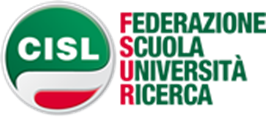 CISL
FEDERAZIONE
SCUOLA
UNIVERSITÀ
RICERCA